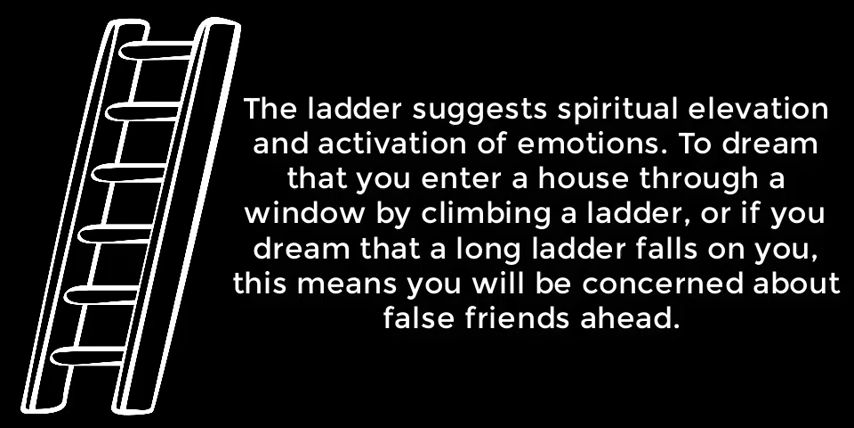 The ladder suggests spiritual elevation
and activation of emotions. To dream
that you enter a house through a
window by climbing a ladder, or if you
dream that a long ladder falls on you,
this means you will be concerned about
false friends ahead.